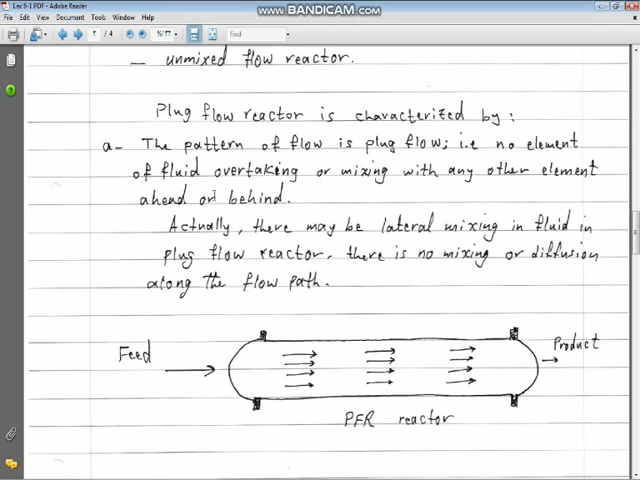 WWW.BANDICAM.COM
Lec 6-1.PDF - Adobe Reader
File Edit View Document Tools Window Help
/ 4
find
— unmixed flow reactor.
Plug flow reactor is characterized by :
a- The pattern of flow is plug flow; i.e no element
of fluid overtaking or mixing with any other element
ahead or behind.
Actually, there may be lateral mixing in fluid in
plug flow reactor, there is no mixing or diffusion
along the flow path.
Feed
Product
PFR reactor